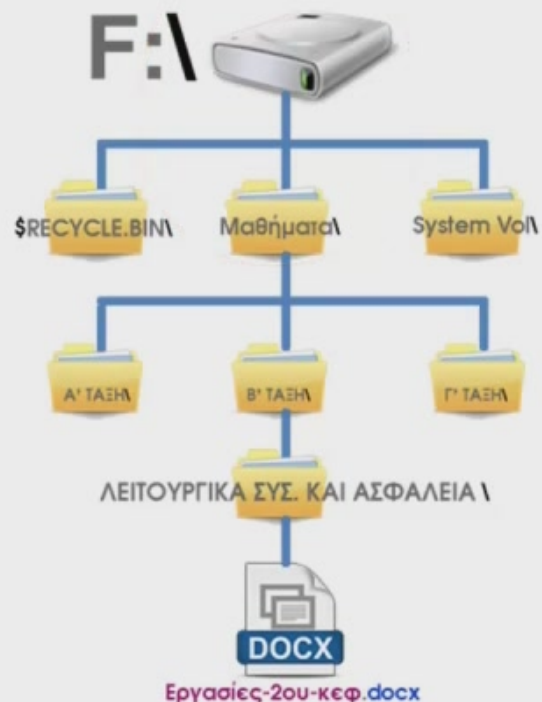 F:\
$RECYCLE.BIN\ Μαθήματα\ System Vol\
Α' ΤΑΞΗ\ Β' ΤΑΞΗ\ Γ' ΤΑΞΗ\
ΛΕΙΤΟΥΡΓΙΚΑ ΣΥΣ. ΚΑΙ ΑΣΦΑΛΕΙΑ \
DOCX
Εργασίες-2ου-κεφ.docx